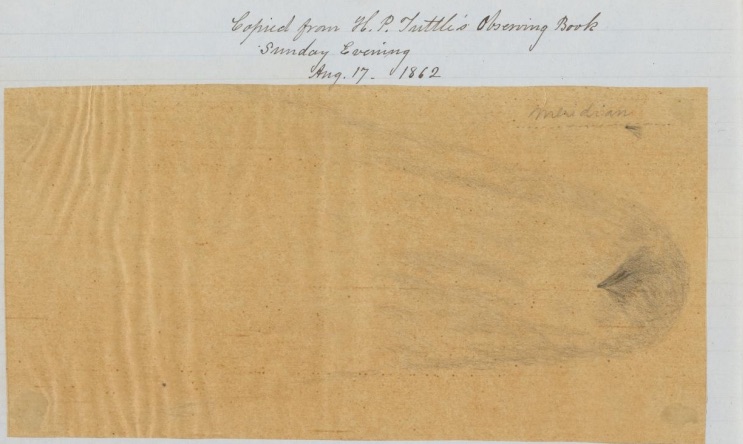 Copied from H. P. Tuttle's Observing Book
Sunday Evening
Aug. 17. 1862
Meridian